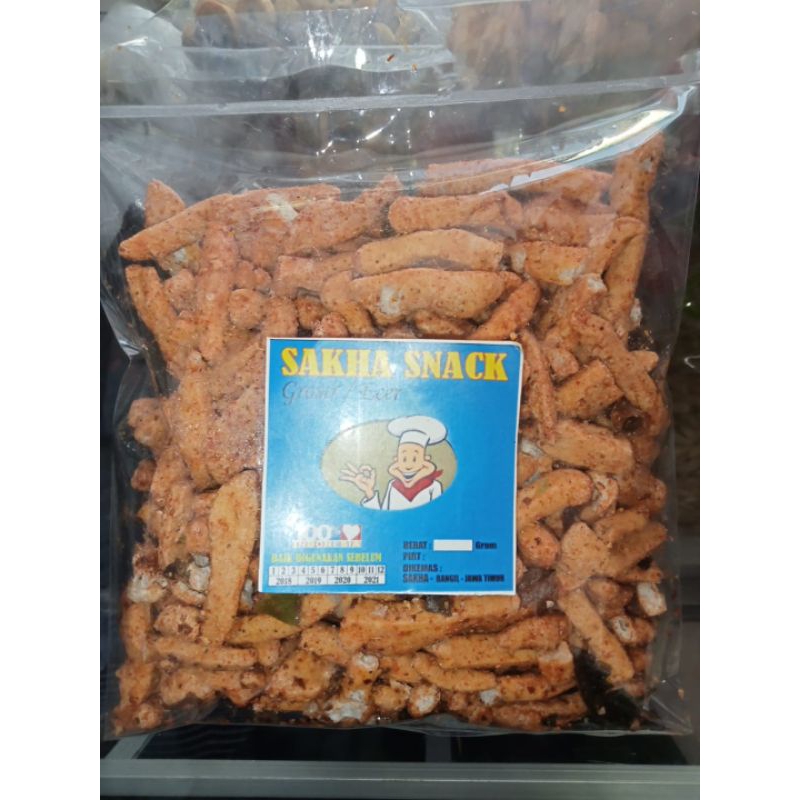 SAKHA SNACK
Grosir / Ecer
100%
BAIK DIGUNAKAN SEBELUM
1 2 3 4 5 6 7 8 9 10 11 12
2018 2019 2020 2021
BERAT : Gram
PIRT :
DIKEMAS :
SAKHA - BANGIL - JAWA TIMUR